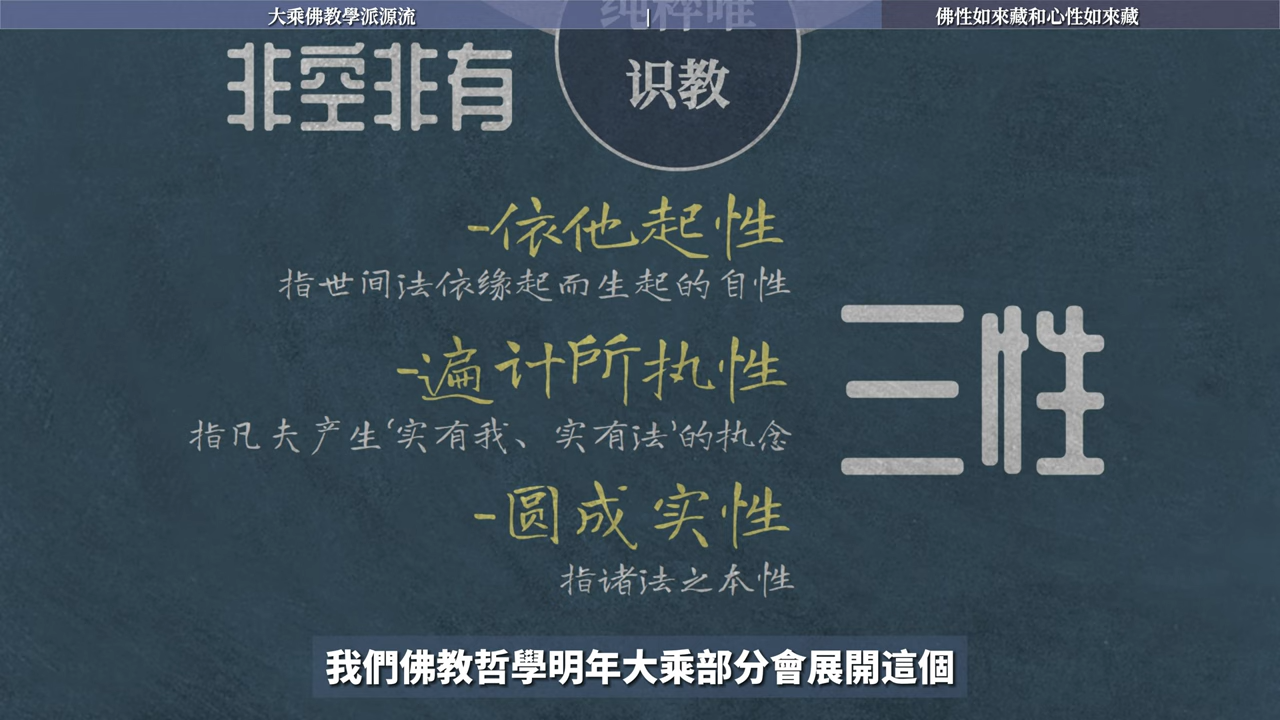 大乘佛教學派源流
|
佛性如來藏和心性如來藏
纯粹唯
识教
非空非有
-依他起性
指世间法依缘起而生起的自性
-遍计所执性
指凡夫产生‘实有我、实有法’的执念
-圆成实性
指诸法之本性
三性
我們佛教哲學明年大乘部分會展開這個